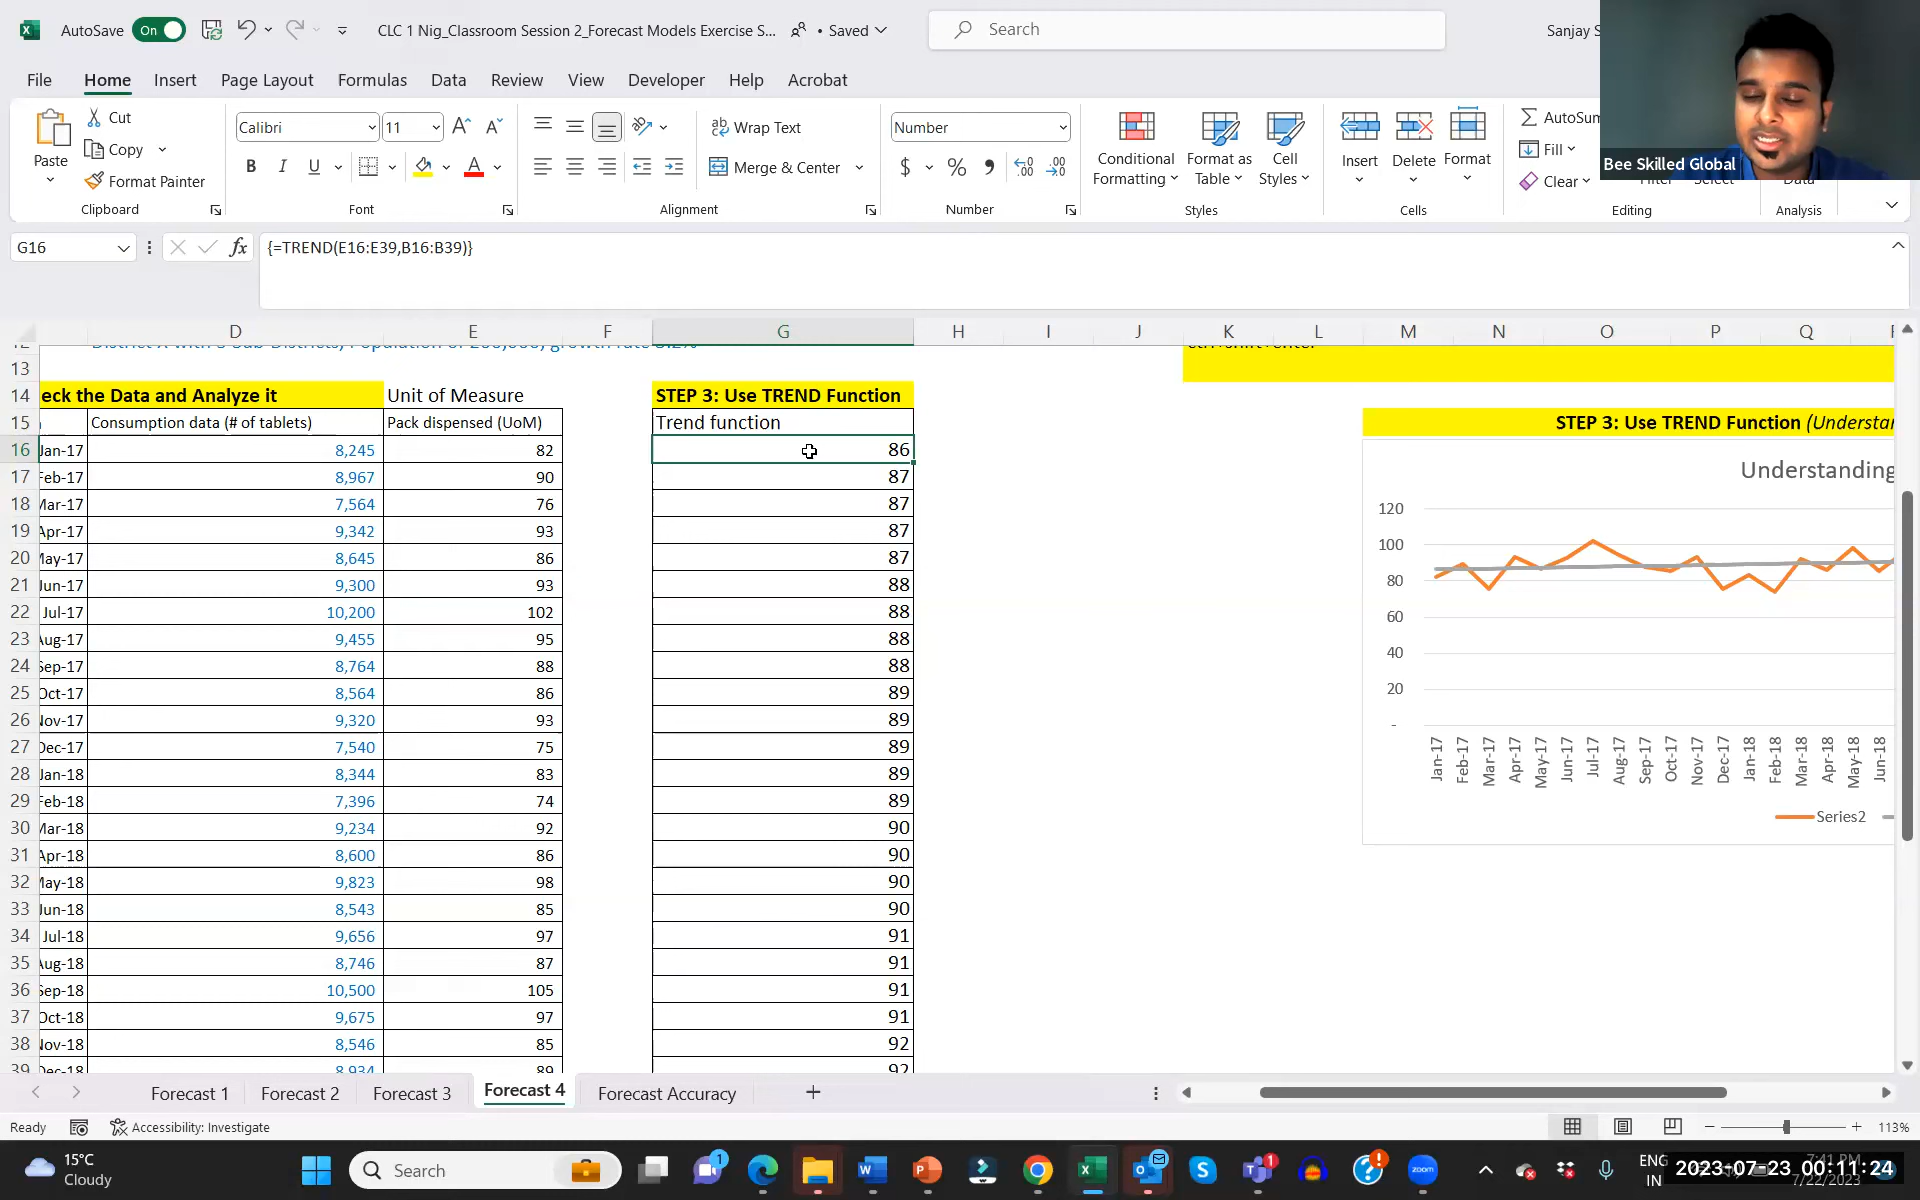 AutoSave On CLC 1 Nig_Classroom Session 2_Forecast Models Exercise S... • Saved Search Sanjay S
File Home Insert Page Layout Formulas Data Review View Developer Help Acrobat
Paste Cut Copy Format Painter Clipboard
Calibri 11 B I U A Font
Wrap Text Merge & Center Alignment
Number $ % Number
Conditional Formatting Format as Table Cell Styles Styles
Insert Delete Format Cells
AutoSum Fill Clear Editing Analysis
Bee Skilled Global
G16 fx {=TREND(E16:E39,B16:B39)}
D E F G H I J K L M N O P Q
13
14 eck the Data and Analyze it Unit of Measure STEP 3: Use TREND Function
15 Consumption data (# of tablets) Pack dispensed (UoM) Trend function
16 Jan-17 8,245 82 86
17 Feb-17 8,967 90 87
18 Mar-17 7,564 76 87
19 Apr-17 9,342 93 87
20 May-17 8,645 86 87
21 Jun-17 9,300 93 88
22 Jul-17 10,200 102 88
23 Aug-17 9,455 95 88
24 Sep-17 8,764 88 88
25 Oct-17 8,564 86 89
26 Nov-17 9,320 93 89
27 Dec-17 7,540 75 89
28 Jan-18 8,344 83 89
29 Feb-18 7,396 74 89
30 Mar-18 9,234 92 90
31 Apr-18 8,600 86 90
32 May-18 9,823 98 90
33 Jun-18 8,543 85 90
34 Jul-18 9,656 97 91
35 Aug-18 8,746 87 91
36 Sep-18 10,500 105 91
37 Oct-18 9,675 97 91
38 Nov-18 8,546 85 92
39 Dec-18 8,934 89 92
STEP 3: Use TREND Function (Understan
Understanding
120
100
80
60
40
20
-
Jan-17 Feb-17 Mar-17 Apr-17 May-17 Jun-17 Jul-17 Aug-17 Sep-17 Oct-17 Nov-17 Dec-17 Jan-18 Feb-18 Mar-18 Apr-18 May-18 Jun-18
Series2
Forecast 1 Forecast 2 Forecast 3 Forecast 4 Forecast Accuracy +
Ready Accessibility: Investigate 113%
15°C
Cloudy
Search
zoom
ENG
IN
7:41 PM
7/22/2023
2023-07-23 00:11:24